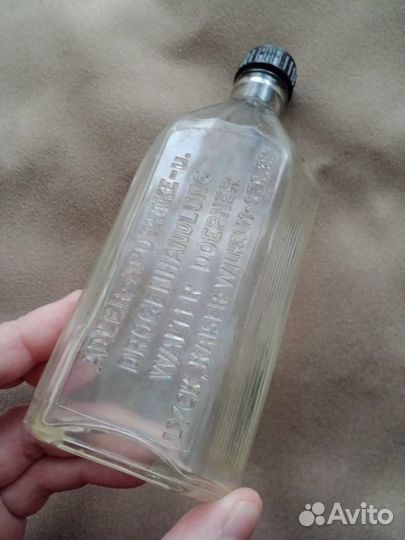 ADLER-APOTHEKE-U.
DROGENHANDLUNG
WALTER DOEPNER
LYCK, KAISER-WILHELM-STR.
Avito